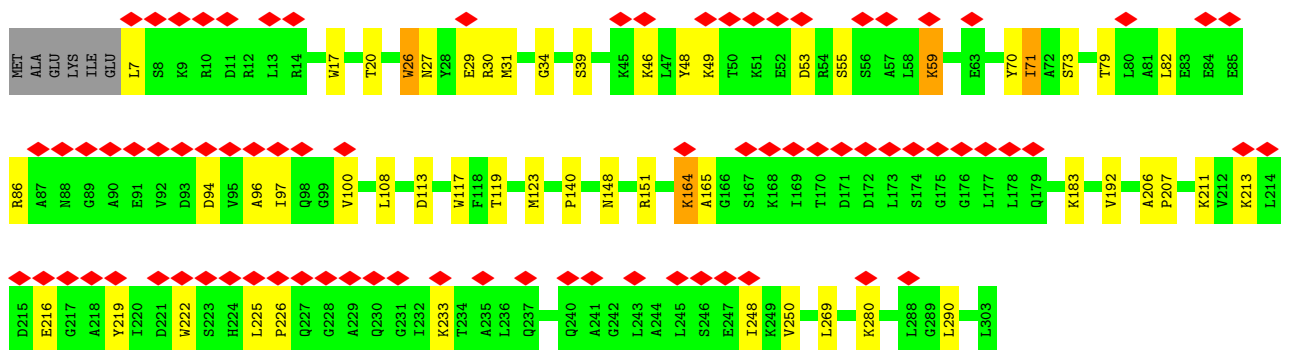 MET ALA GLU LYS ILE GLU L7 S8 K9 R10 D11 R12 L13 R14 W17 T20 W26 N27 Y28 E29 R30 M31 G34 S39 K45 K46 L47 Y48 K49 T50 K51 E52 D53 R54 S55 S56 A57 L58 K59 E63 Y70 I71 A72 S73 T79 L80 A81 L82 E83 E84 E85
R86 A87 N88 G89 A90 E91 V92 D93 D94 V95 A96 I97 Q98 G99 V100 L108 D113 W117 F118 T119 M123 P140 N148 R151 K164 A165 G166 S167 K168 I169 T170 D171 D172 L173 S174 G175 G176 L177 L178 Q179 K183 V192 A206 P207 K211 V212 K213 L214
D215 E216 G217 A218 Y219 I220 D221 W222 S223 H224 L225 P226 Q227 G228 A229 Q230 G231 I232 K233 T234 A235 L236 Q237 Q240 A241 G242 L243 A244 L245 S246 E247 I248 K249 V250 L269 K280 L288 G289 L290 L303